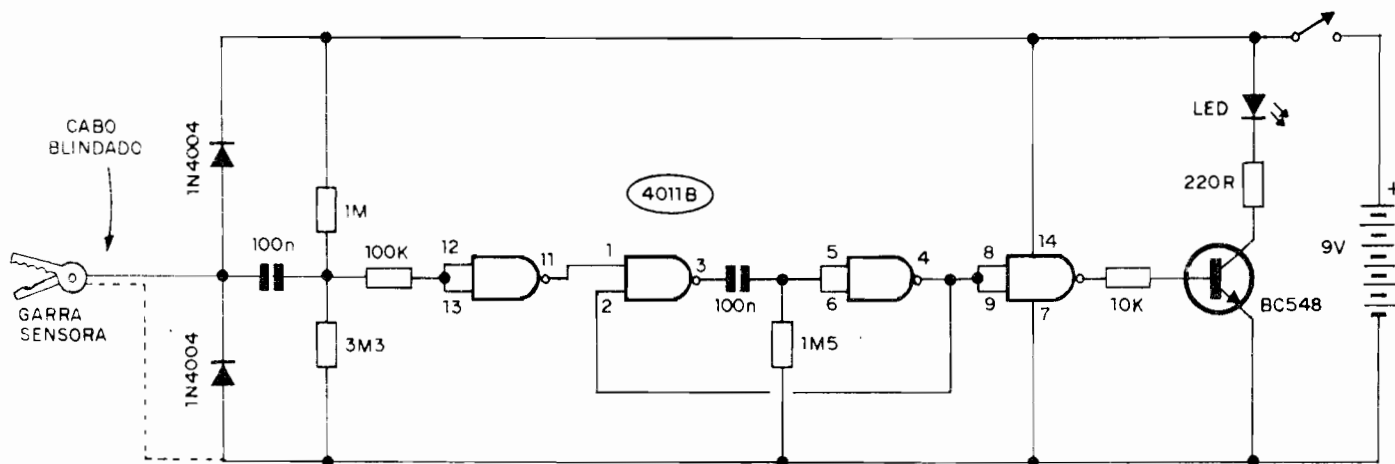 CABO
BLINDADO
GARRA
SENSORA
1N4004
1N4004
100n
1M
3M3
100K
12
13
11
4011B
1
2
3
100n
1M5
5
6
4
8
9
14
7
10K
LED
220R
BC548
9V
+